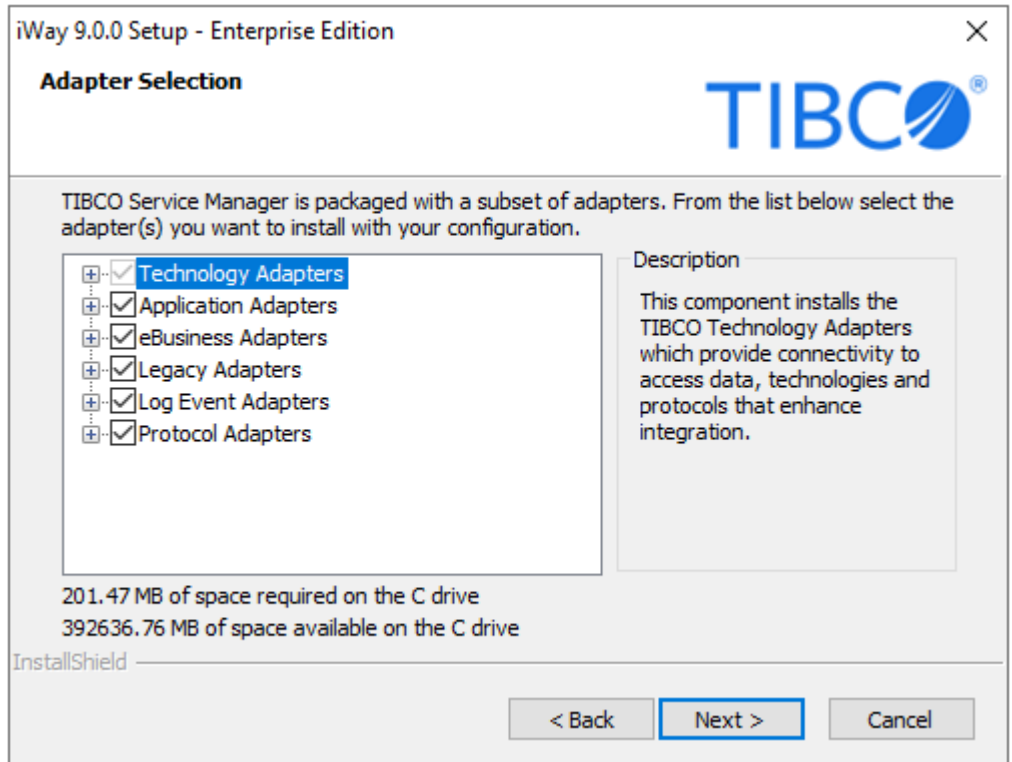 iWay 9.0.0 Setup - Enterprise Edition
Adapter Selection
TIBCO®
TIBCO Service Manager is packaged with a subset of adapters. From the list below select the
adapter(s) you want to install with your configuration.
Technology Adapters
Application Adapters
eBusiness Adapters
Legacy Adapters
Log Event Adapters
Protocol Adapters
Description
This component installs the
TIBCO Technology Adapters
which provide connectivity to
access data, technologies and
protocols that enhance
integration.
201.47 MB of space required on the C drive
392636.76 MB of space available on the C drive
InstallShield
< Back
Next >
Cancel